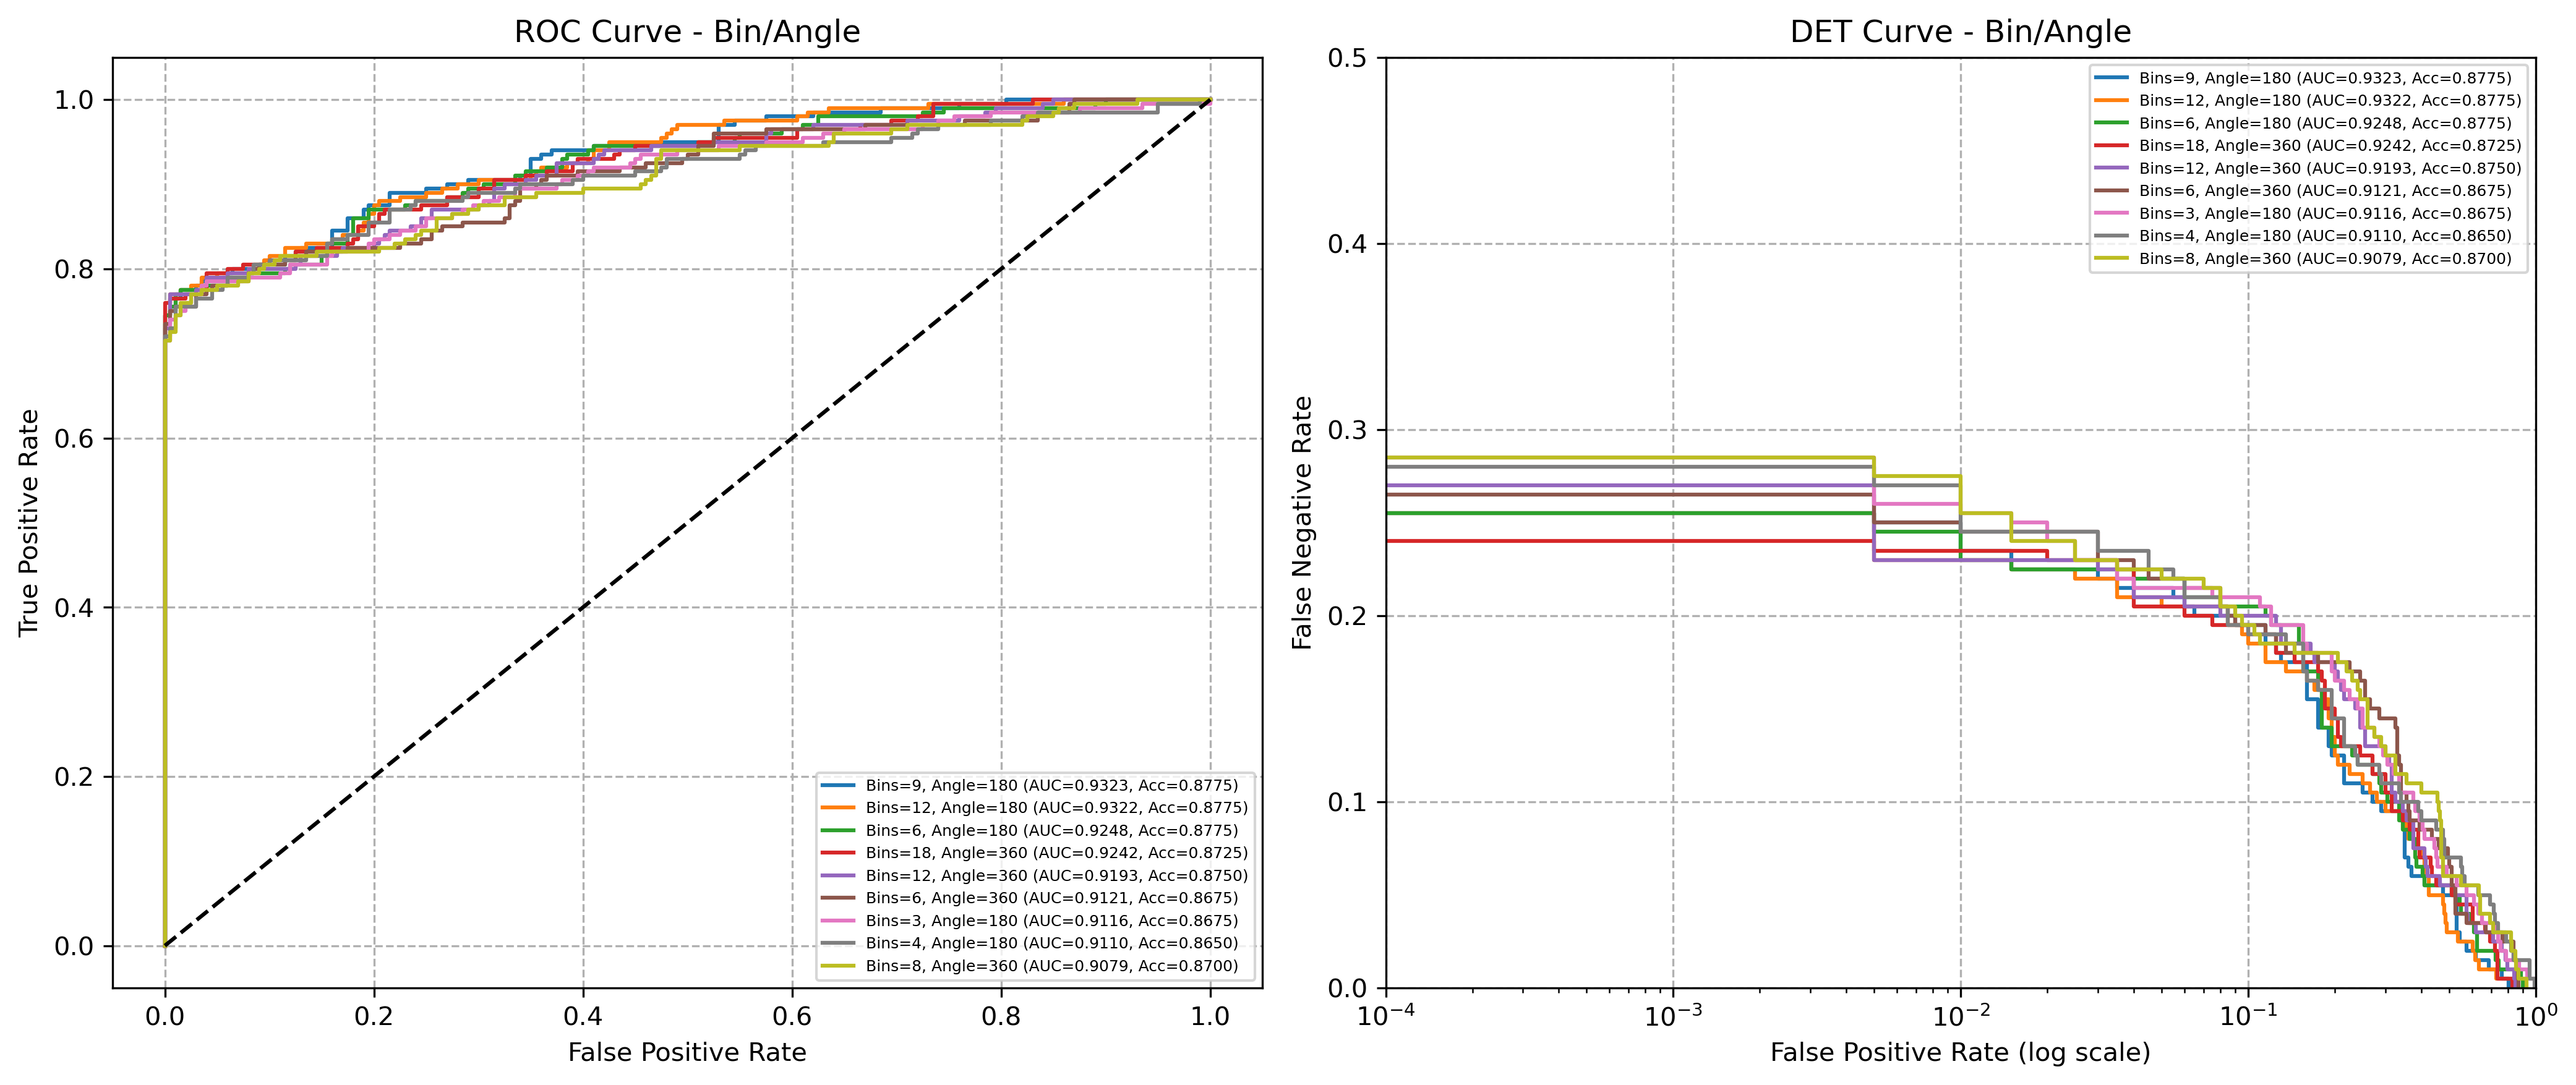 ROC Curve - Bin/Angle
True Positive Rate
1.0
0.8
0.6
0.4
0.2
0.0
Bins=9, Angle=180 (AUC=0.9323, Acc=0.8775)
Bins=12, Angle=180 (AUC=0.9322, Acc=0.8775)
Bins=6, Angle=180 (AUC=0.9248, Acc=0.8775)
Bins=18, Angle=360 (AUC=0.9242, Acc=0.8725)
Bins=12, Angle=360 (AUC=0.9193, Acc=0.8750)
Bins=6, Angle=360 (AUC=0.9121, Acc=0.8675)
Bins=3, Angle=180 (AUC=0.9116, Acc=0.8675)
Bins=4, Angle=180 (AUC=0.9110, Acc=0.8650)
Bins=8, Angle=360 (AUC=0.9079, Acc=0.8700)
0.0 0.2 0.4 0.6 0.8 1.0
False Positive Rate
DET Curve - Bin/Angle
False Negative Rate
0.5
0.4
0.3
0.2
0.1
0.0
Bins=9, Angle=180 (AUC=0.9323, Acc=0.8775)
Bins=12, Angle=180 (AUC=0.9322, Acc=0.8775)
Bins=6, Angle=180 (AUC=0.9248, Acc=0.8775)
Bins=18, Angle=360 (AUC=0.9242, Acc=0.8725)
Bins=12, Angle=360 (AUC=0.9193, Acc=0.8750)
Bins=6, Angle=360 (AUC=0.9121, Acc=0.8675)
Bins=3, Angle=180 (AUC=0.9116, Acc=0.8675)
Bins=4, Angle=180 (AUC=0.9110, Acc=0.8650)
Bins=8, Angle=360 (AUC=0.9079, Acc=0.8700)
10⁻⁴ 10⁻³ 10⁻² 10⁻¹ 10⁰
False Positive Rate (log scale)